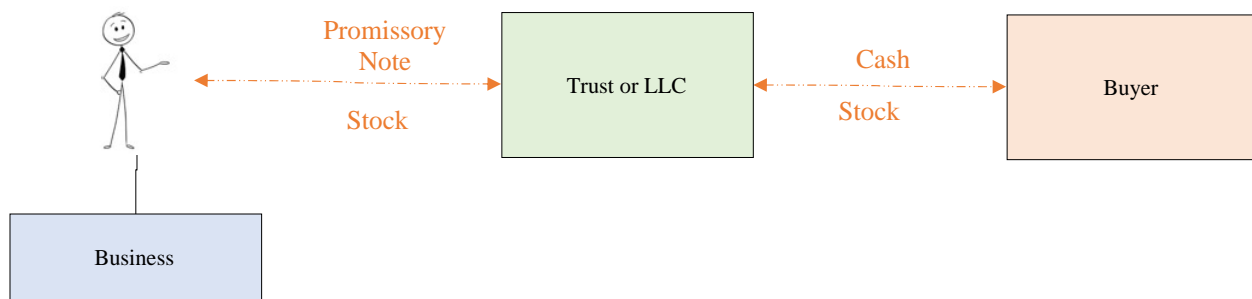 Promissory
Note
Stock
Trust or LLC
Cash
Stock
Buyer
Business